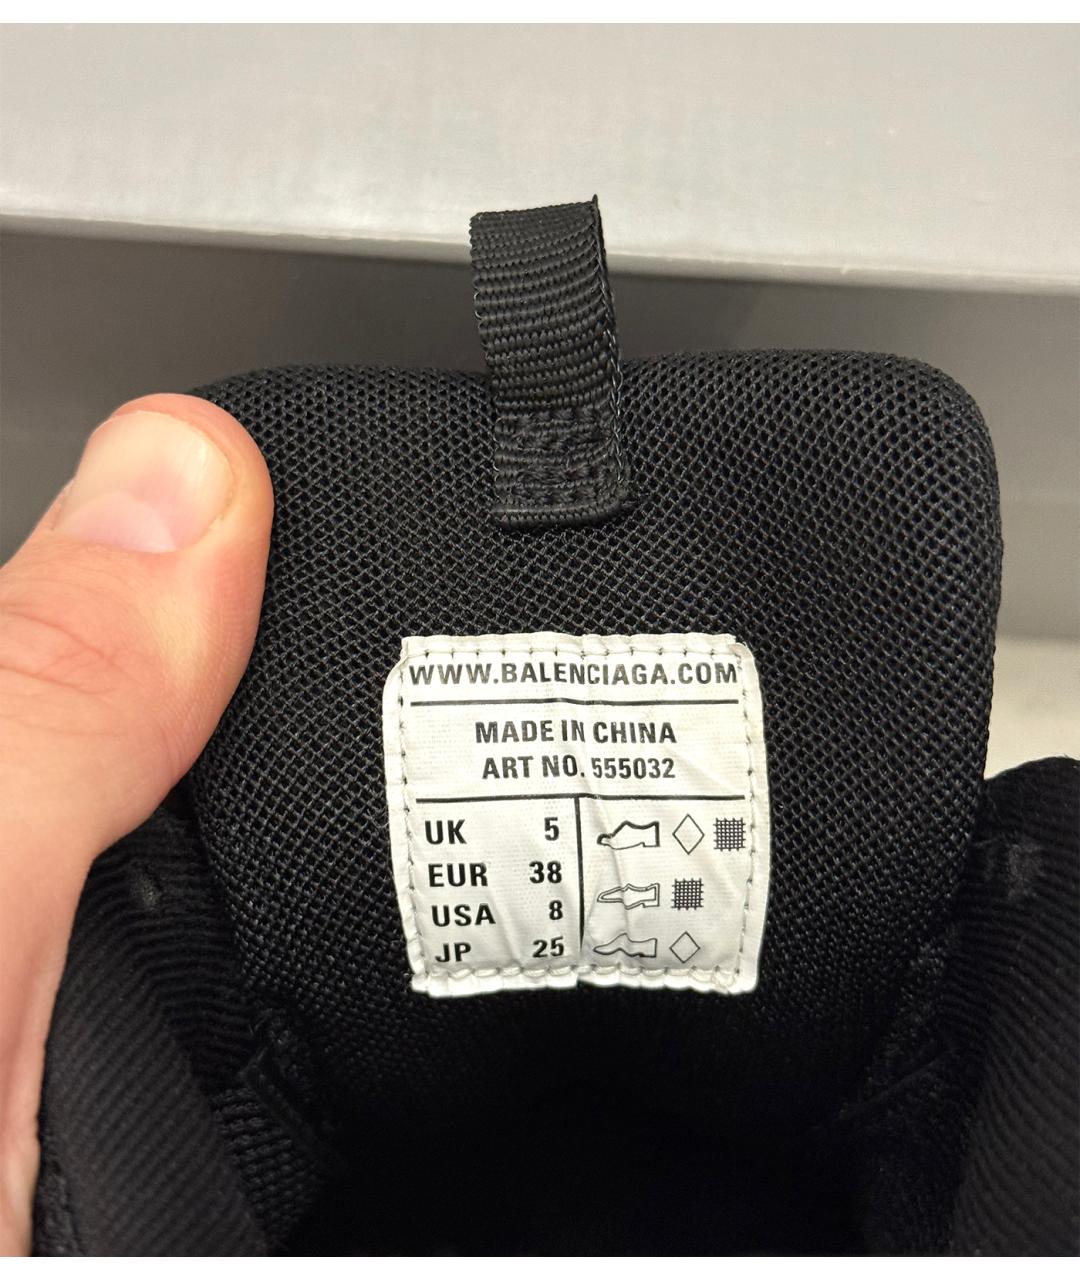 WWW.BALENCIAGA.COM
MADE IN CHINA
ART NO. 555032
UK 5
EUR 38
USA 8
JP 25